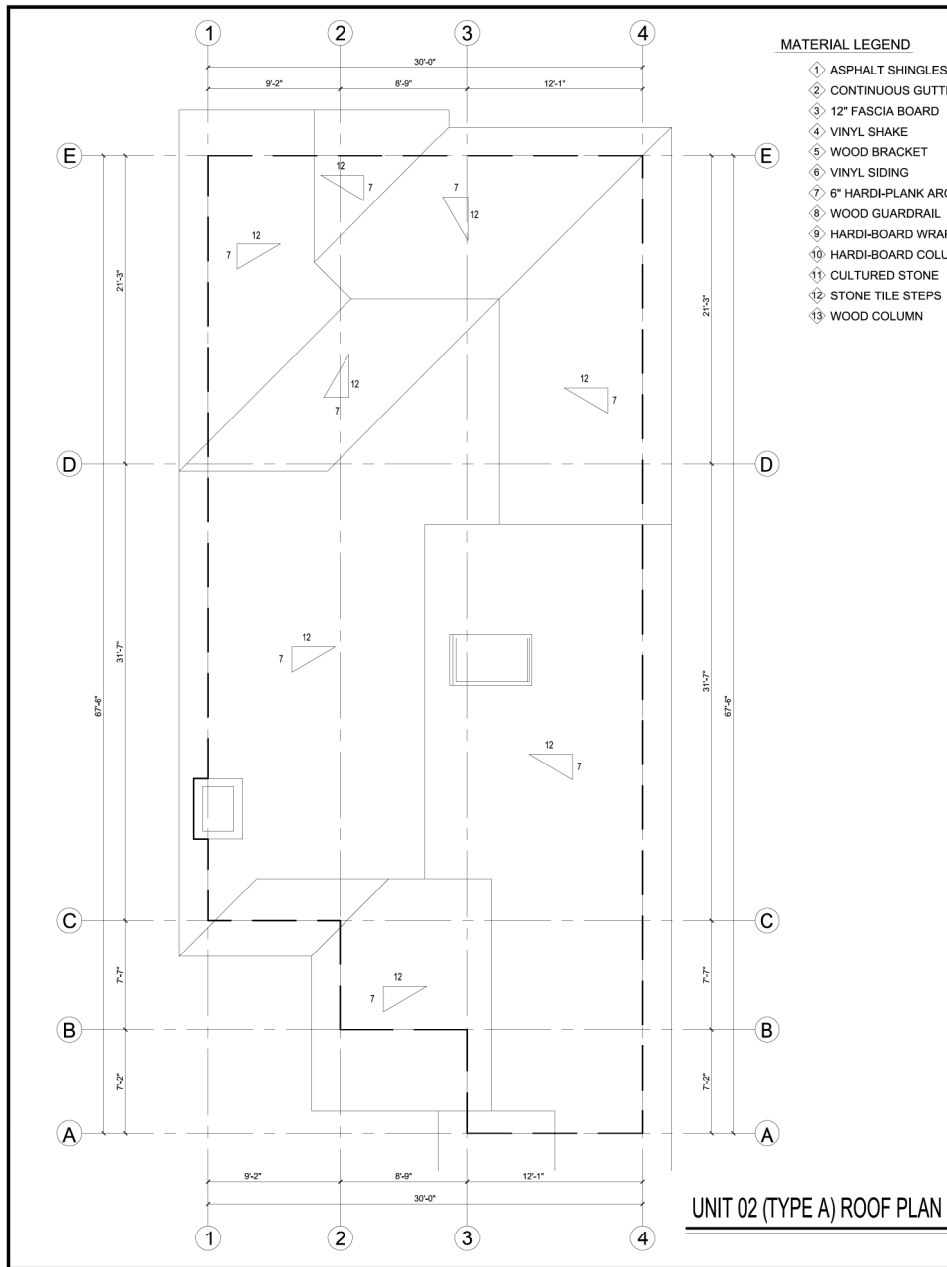 1 2 3 4
30'-0"
9'-2" 8'-9" 12'-1"
MATERIAL LEGEND
1 ASPHALT SHINGLES
2 CONTINUOUS GUTT
3 12" FASCIA BOARD
4 VINYL SHAKE
5 WOOD BRACKET
6 VINYL SIDING
7 6" HARDI-PLANK ARC
8 WOOD GUARDRAIL
9 HARDI-BOARD WRAP
10 HARDI-BOARD COLU
11 CULTURED STONE
12 STONE TILE STEPS
13 WOOD COLUMN
E E
12
7
7
12
12
7
21'-3" 21'-3"
12
7
12
7
D D
12
7
31'-7" 31'-7"
67'-6" 67'-6"
12
7
C C
7'-7" 7'-7"
12
7
B B
7'-2" 7'-2"
A A
9'-2" 8'-9" 12'-1"
30'-0"
1 2 3 4
UNIT 02 (TYPE A) ROOF PLAN